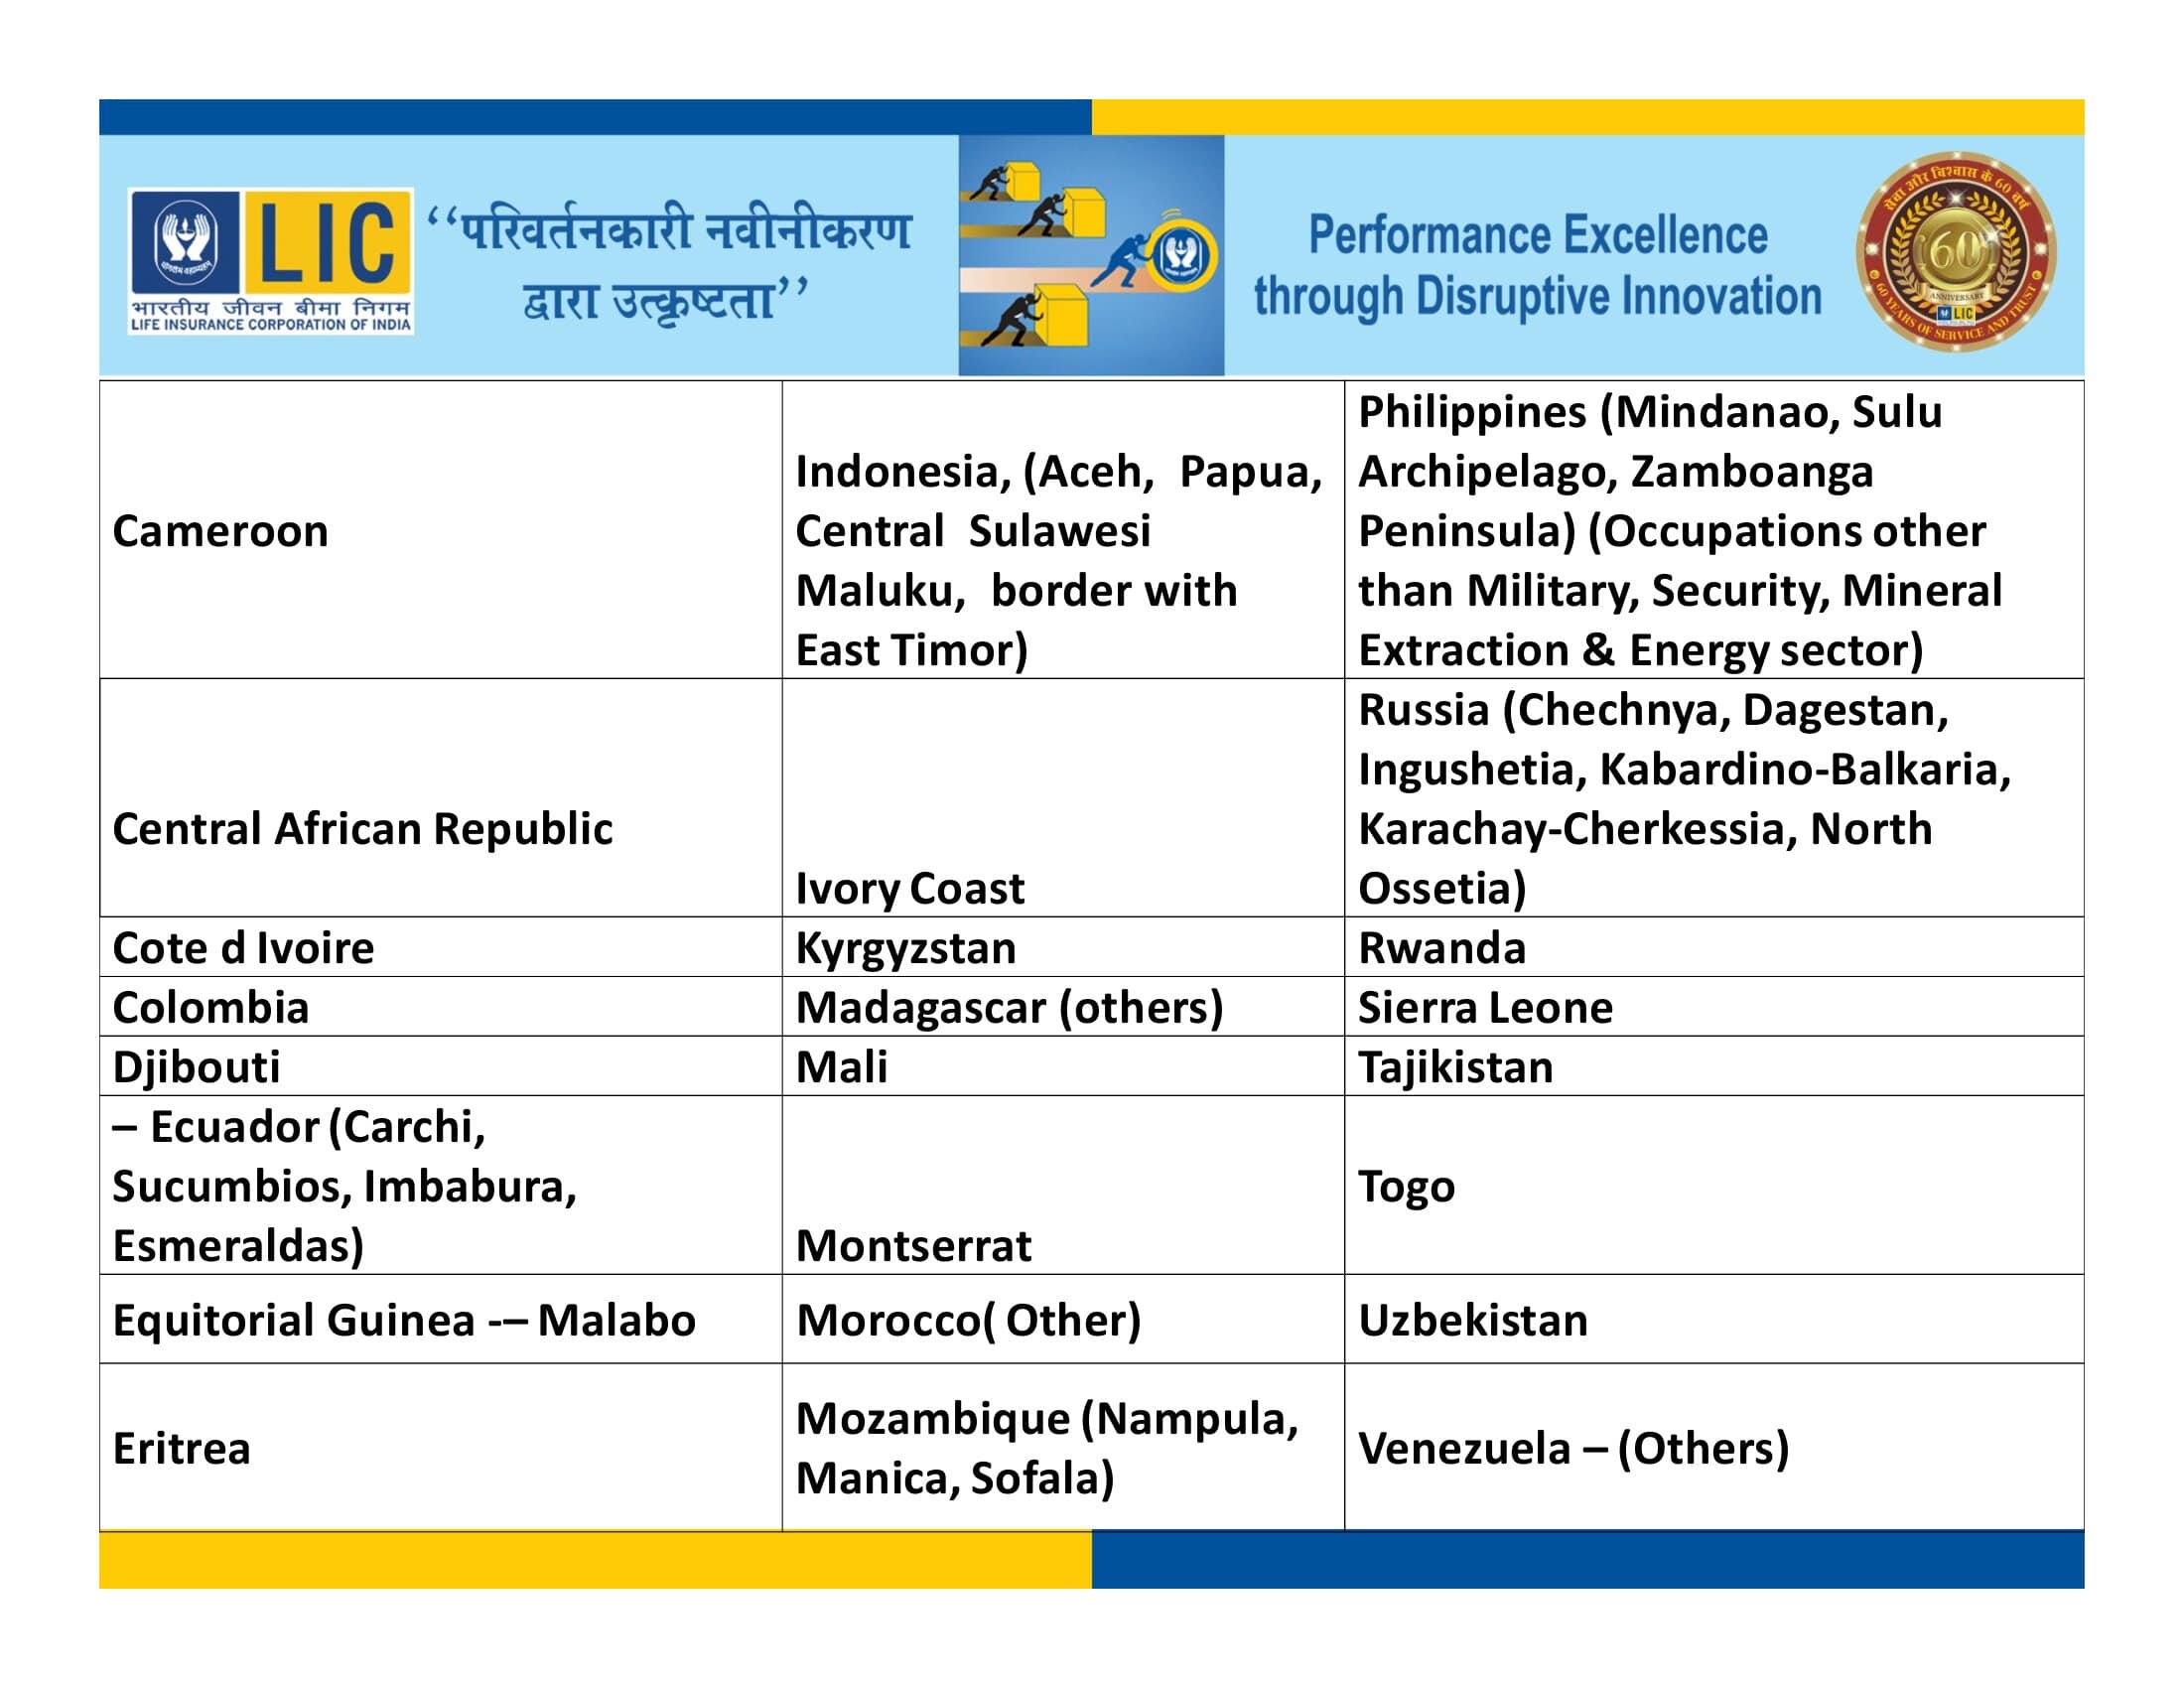 LIC
भारतीय जीवन बीमा निगम
LIFE INSURANCE CORPORATION OF INDIA
‘‘परिवर्तनकारी नवीनीकरण
द्वारा उत्कृष्टता’’
Performance Excellence
through Disruptive Innovation
सेवा और विश्वास के 60 वर्ष
60
ANNIVERSARY
LIC
60 YEARS OF SERVICE AND TRUST
Cameroon
Indonesia, (Aceh, Papua,
Central Sulawesi
Maluku, border with
East Timor)
Philippines (Mindanao, Sulu
Archipelago, Zamboanga
Peninsula) (Occupations other
than Military, Security, Mineral
Extraction & Energy sector)
Central African Republic
Ivory Coast
Russia (Chechnya, Dagestan,
Ingushetia, Kabardino-Balkaria,
Karachay-Cherkessia, North
Ossetia)
Cote d Ivoire
Kyrgyzstan
Rwanda
Colombia
Madagascar (others)
Sierra Leone
Djibouti
Mali
Tajikistan
– Ecuador (Carchi,
Sucumbios, Imbabura,
Esmeraldas)
Montserrat
Togo
Equitorial Guinea -– Malabo
Morocco( Other)
Uzbekistan
Eritrea
Mozambique (Nampula,
Manica, Sofala)
Venezuela – (Others)